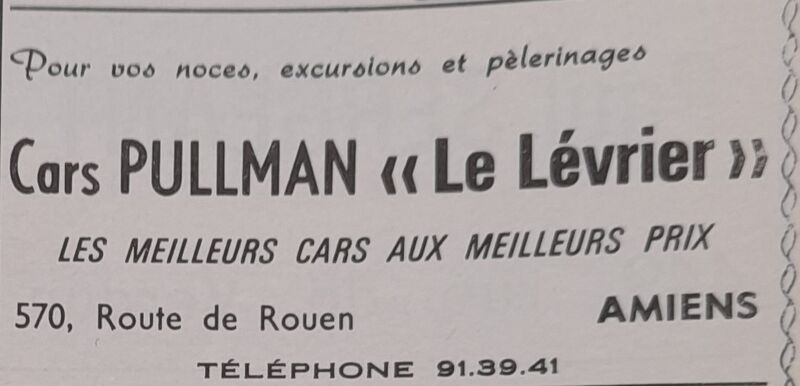 Pour vos noces, excursions et pèlerinages
Cars PULLMAN « Le Lévrier »
LES MEILLEURS CARS AUX MEILLEURS PRIX
570, Route de Rouen AMIENS
TÉLÉPHONE 91.39.41